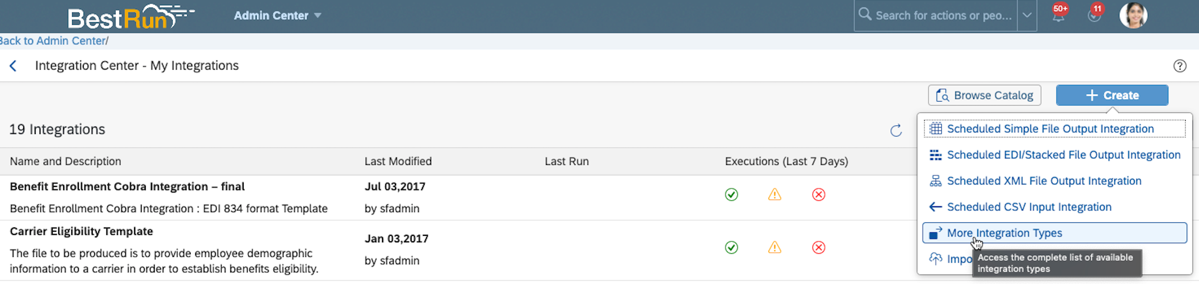 BestRun
Admin Center
Search for actions or peo...
50+
11
Back to Admin Center/
Integration Center - My Integrations
Browse Catalog
+ Create
19 Integrations
Scheduled Simple File Output Integration
Scheduled EDI/Stacked File Output Integration
Scheduled XML File Output Integration
Scheduled CSV Input Integration
More Integration Types
Impo
Access the complete list of available
integration types
Name and Description
Last Modified
Last Run
Executions (Last 7 Days)
Benefit Enrollment Cobra Integration – final
Jul 03,2017
Benefit Enrollment Cobra Integration : EDI 834 format Template
by sfadmin
Carrier Eligibility Template
Jan 03,2017
The file to be produced is to provide employee demographic
information to a carrier in order to establish benefits eligibility.
by sfadmin